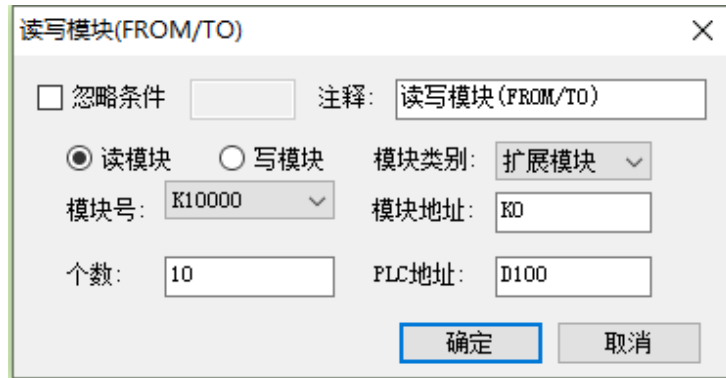 读写模块(FROM/TO)
忽略条件 注释: 读写模块(FROM/TO)
读模块 写模块 模块类别: 扩展模块
模块号: K10000 模块地址: K0
个数: 10 PLC地址: D100
确定 取消